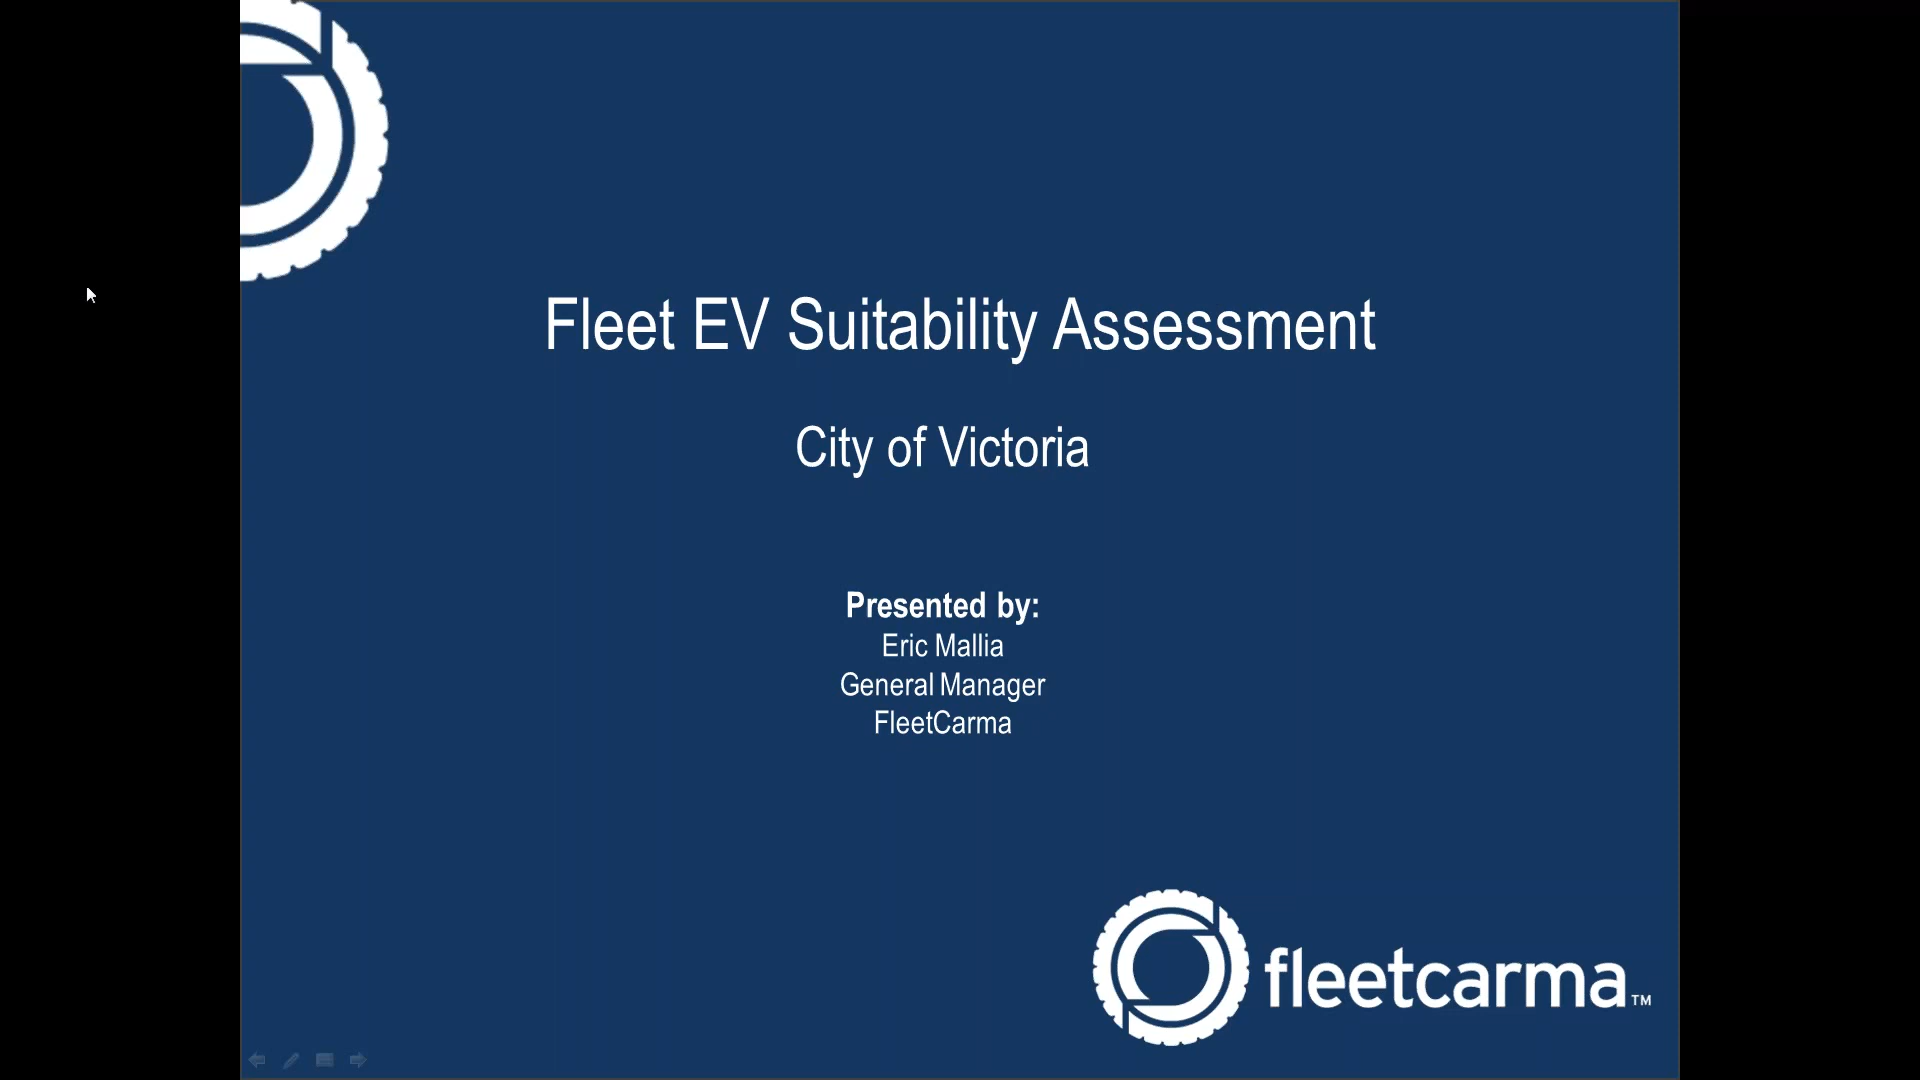 Fleet EV Suitability Assessment
City of Victoria
Presented by:
Eric Mallia
General Manager
FleetCarma
fleetcarma™